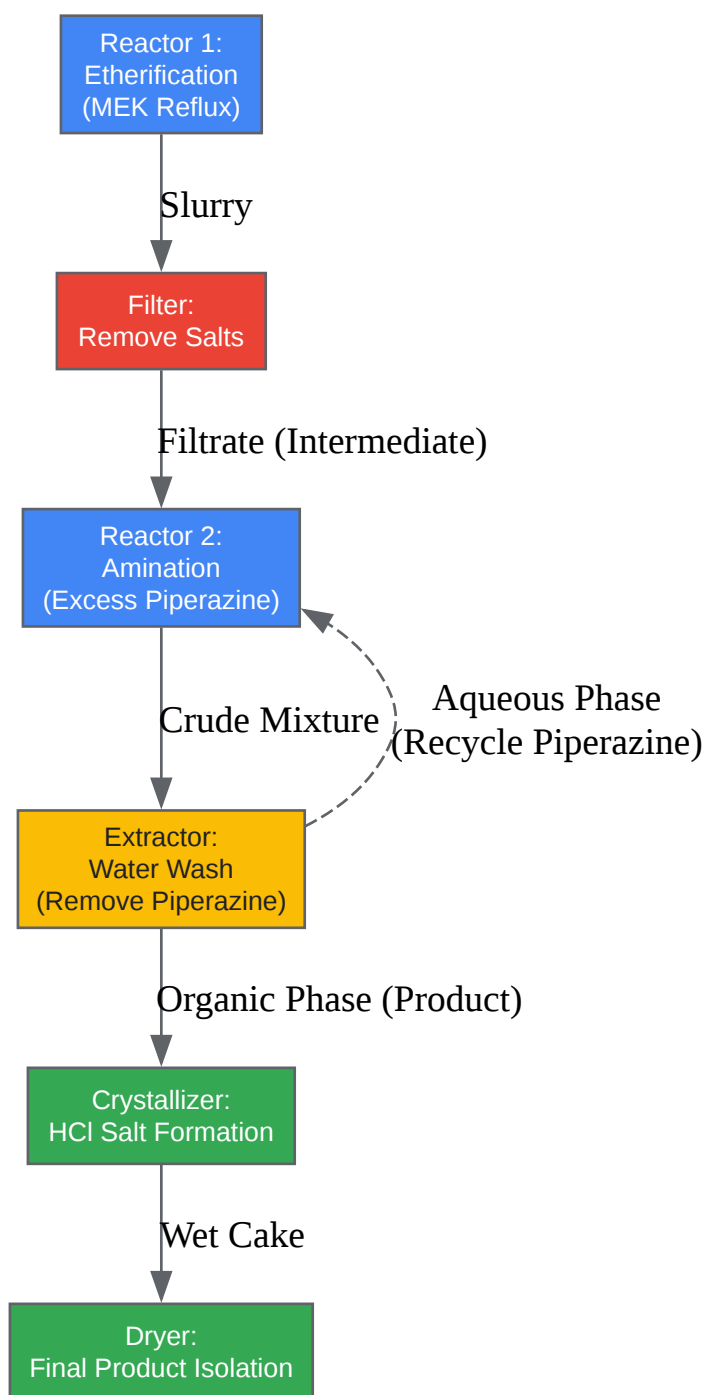 Reactor 1:
Etherification
(MEK Reflux)
Slurry
Filter:
Remove Salts
Filtrate (Intermediate)
Reactor 2:
Amination
(Excess Piperazine)
Crude Mixture
Aqueous Phase
(Recycle Piperazine)
Extractor:
Water Wash
(Remove Piperazine)
Organic Phase (Product)
Crystallizer:
HCl Salt Formation
Wet Cake
Dryer:
Final Product Isolation